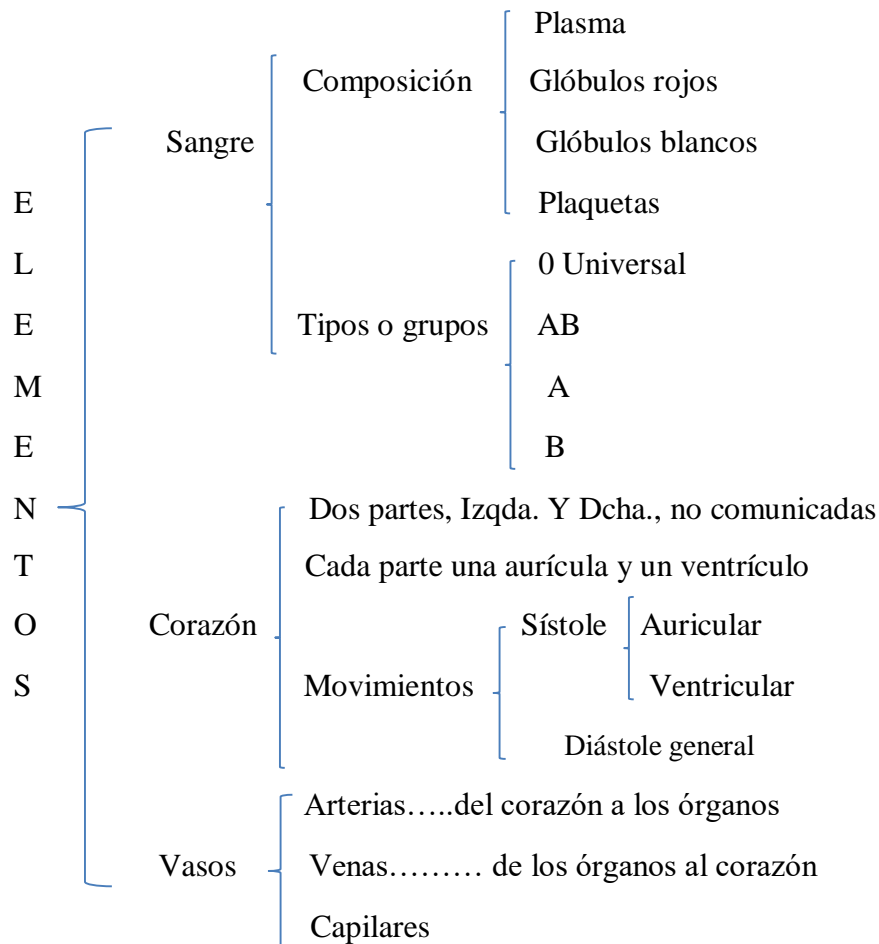 ELEMENTOS
Sangre
Composición
Plasma
Glóbulos rojos
Glóbulos blancos
Plaquetas
Tipos o grupos
0 Universal
AB
A
B
Corazón
Dos partes, Izqda. Y Dcha., no comunicadas
Cada parte una aurícula y un ventrículo
Movimientos
Sístole
Auricular
Ventricular
Diástole general
Vasos
Arterias…..del corazón a los órganos
Venas……… de los órganos al corazón
Capilares